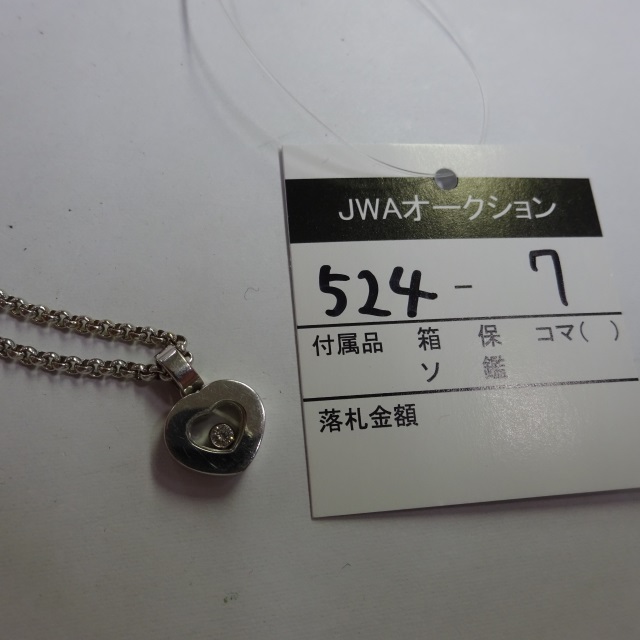 JWAオークション
524-7
付属品 箱 保 コマ( )
ソ 鑑
落札金額